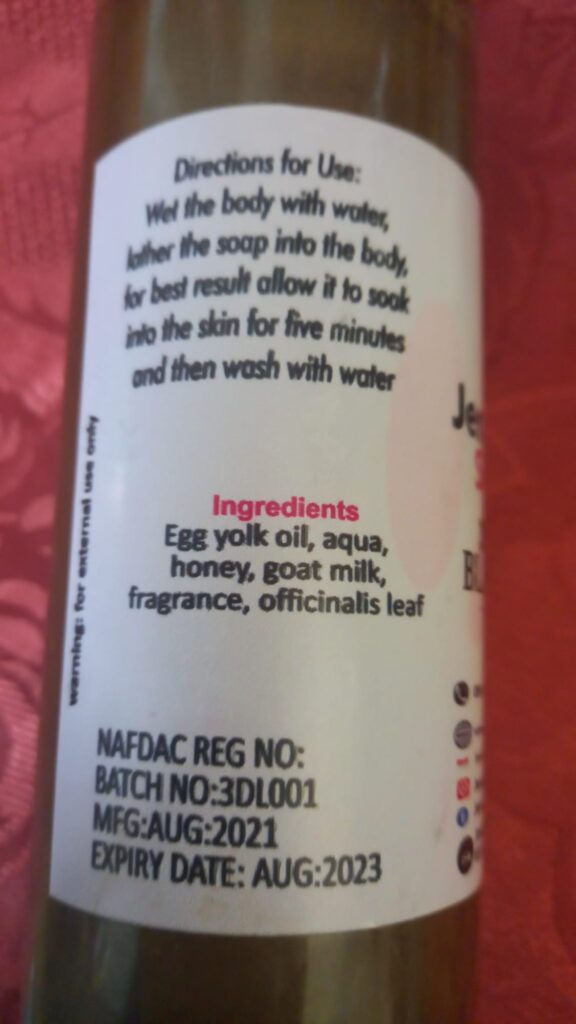 Directions for Use:
Wet the body with water,
lather the soap into the body,
for best result allow it to soak
into the skin for five minutes
and then wash with water
warning: for external use only
Ingredients
Egg yolk oil, aqua,
honey, goat milk,
fragrance, officinalis leaf
NAFDAC REG NO:
BATCH NO:3DL001
MFG:AUG:2021
EXPIRY DATE: AUG:2023